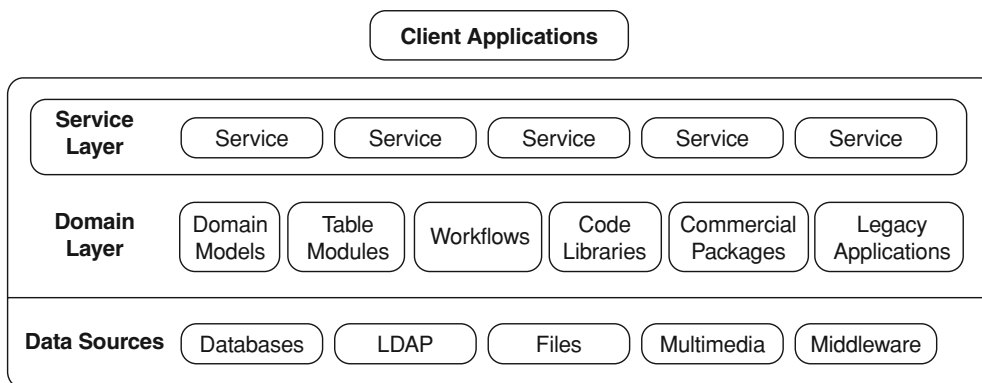 Client Applications
Service
Layer
Service
Service
Service
Service
Service
Domain
Layer
Domain
Models
Table
Modules
Workflows
Code
Libraries
Commercial
Packages
Legacy
Applications
Data Sources
Databases
LDAP
Files
Multimedia
Middleware